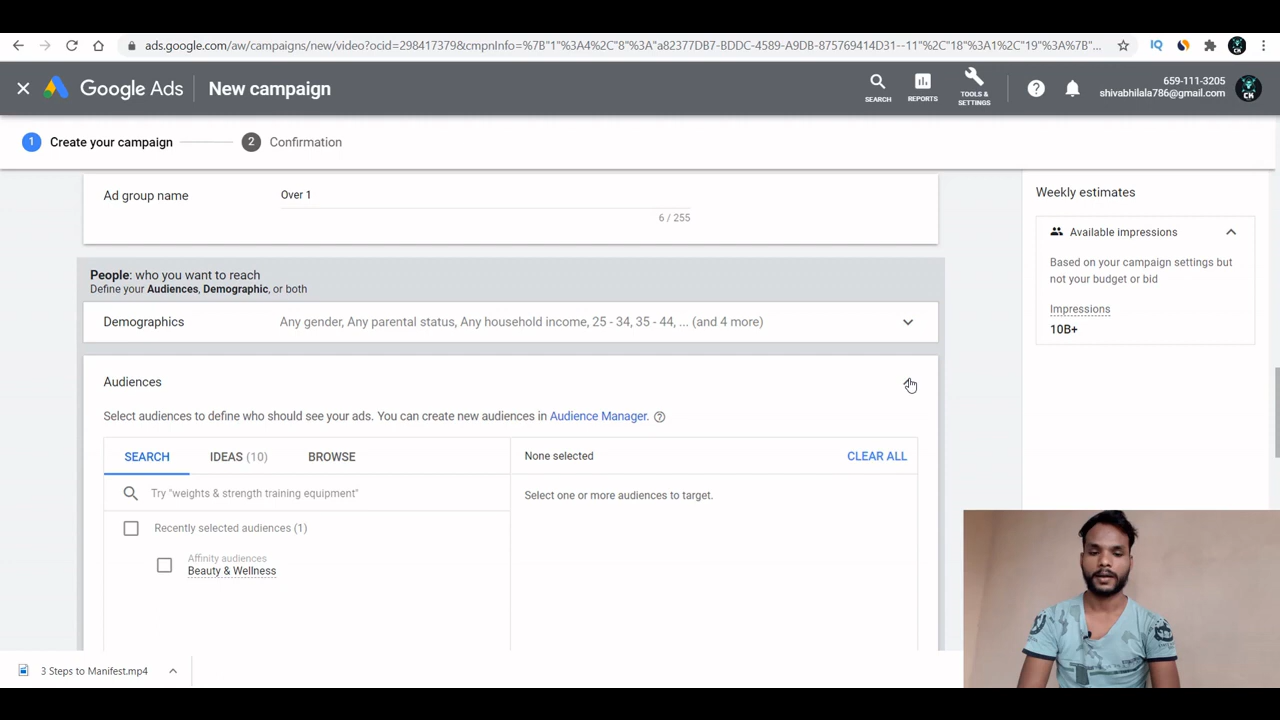 ads.google.com/aw/campaigns/new/video?ocid=298417379&cmpnInfo=%7B"1"%3A4%2C"8"%3A"a82377DB7-BDDC-4589-A9DB-875769414D31--11"%2C"18"%3A1%2C"19"%3A%7B"...
IQ
CK
Google Ads
New campaign
SEARCH
REPORTS
TOOLS &
SETTINGS
659-111-3205
shivabhilala786@gmail.com
CK
1 Create your campaign
2 Confirmation
Ad group name
Over 1
6 / 255
Weekly estimates
Available impressions
Based on your campaign settings but
not your budget or bid
Impressions
10B+
People: who you want to reach
Define your Audiences, Demographic, or both
Demographics
Any gender, Any parental status, Any household income, 25 - 34, 35 - 44, ... (and 4 more)
Audiences
Select audiences to define who should see your ads. You can create new audiences in Audience Manager.
SEARCH
IDEAS (10)
BROWSE
None selected
CLEAR ALL
Try "weights & strength training equipment"
Select one or more audiences to target.
Recently selected audiences (1)
Affinity audiences
Beauty & Wellness
3 Steps to Manifest.mp4